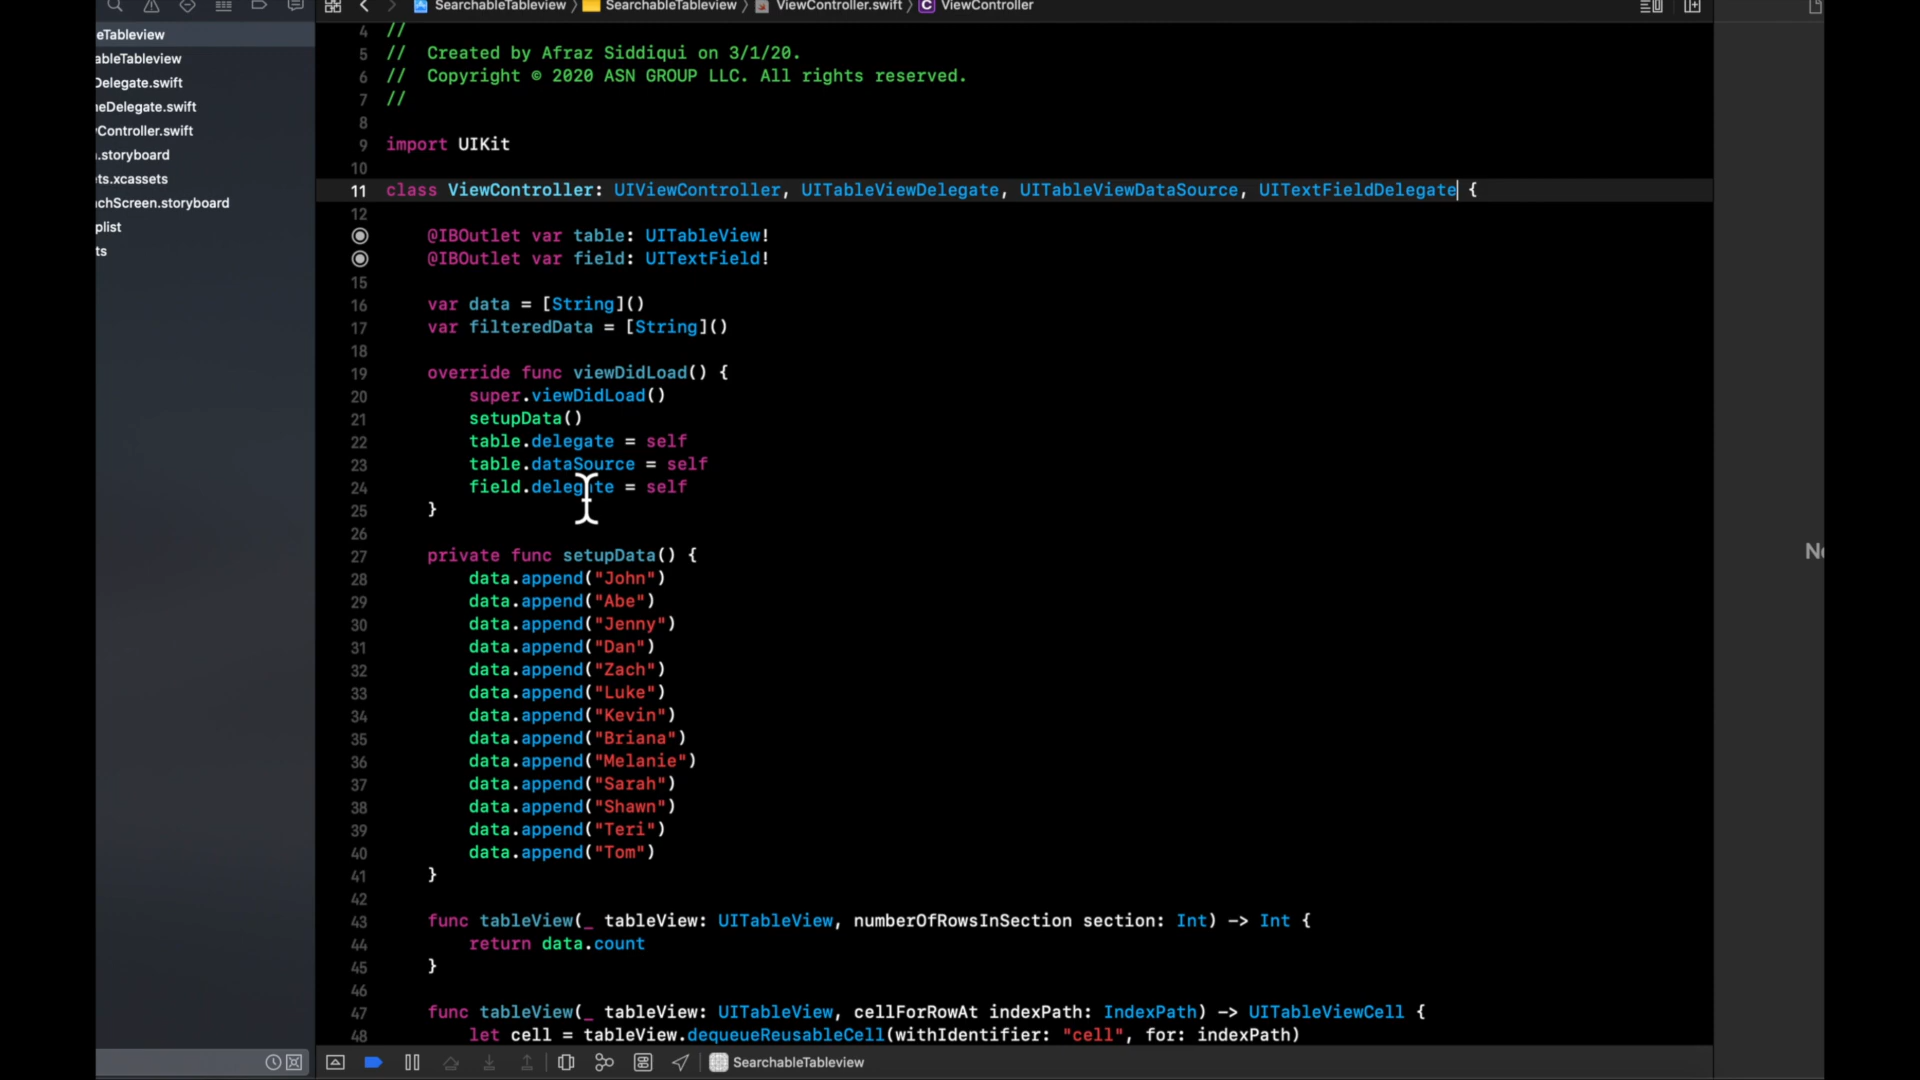 SearchableTableview 〉 SearchableTableview 〉 ViewController.swift 〉 C ViewController
eTableview
ableTableview
Delegate.swift
neDelegate.swift
Controller.swift
.storyboard
ts.xcassets
nchScreen.storyboard
plist
ts
4 //
5 //  Created by Afraz Siddiqui on 3/1/20.
6 //  Copyright © 2020 ASN GROUP LLC. All rights reserved.
7 //
8
9 import UIKit
10
11 class ViewController: UIViewController, UITableViewDelegate, UITableViewDataSource, UITextFieldDelegate {
12
@IBOutlet var table: UITableView!
@IBOutlet var field: UITextField!
15
16 var data = [String]()
17 var filteredData = [String]()
18
19 override func viewDidLoad() {
20 super.viewDidLoad()
21 setupData()
22 table.delegate = self
23 table.dataSource = self
24 field.delegate = self
25 }
26
27 private func setupData() {
28 data.append("John")
29 data.append("Abe")
30 data.append("Jenny")
31 data.append("Dan")
32 data.append("Zach")
33 data.append("Luke")
34 data.append("Kevin")
35 data.append("Briana")
36 data.append("Melanie")
37 data.append("Sarah")
38 data.append("Shawn")
39 data.append("Teri")
40 data.append("Tom")
41 }
42
43 func tableView(_ tableView: UITableView, numberOfRowsInSection section: Int) -> Int {
44 return data.count
45 }
46
47 func tableView(_ tableView: UITableView, cellForRowAt indexPath: IndexPath) -> UITableViewCell {
48 let cell = tableView.dequeueReusableCell(withIdentifier: "cell", for: indexPath)
SearchableTableview